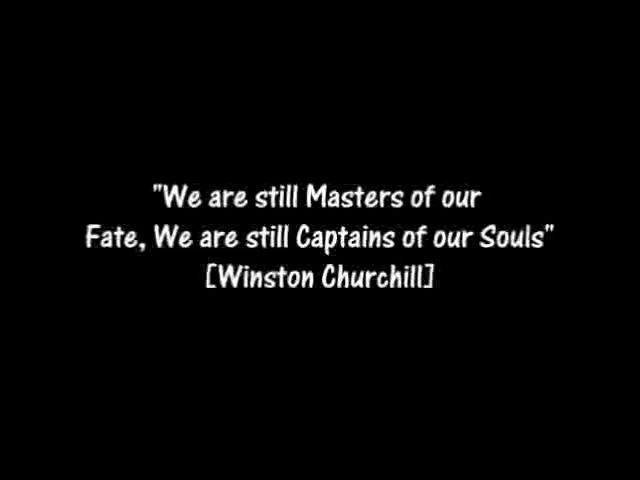 "We are still Masters of our
Fate, We are still Captains of our Souls"
[Winston Churchill]